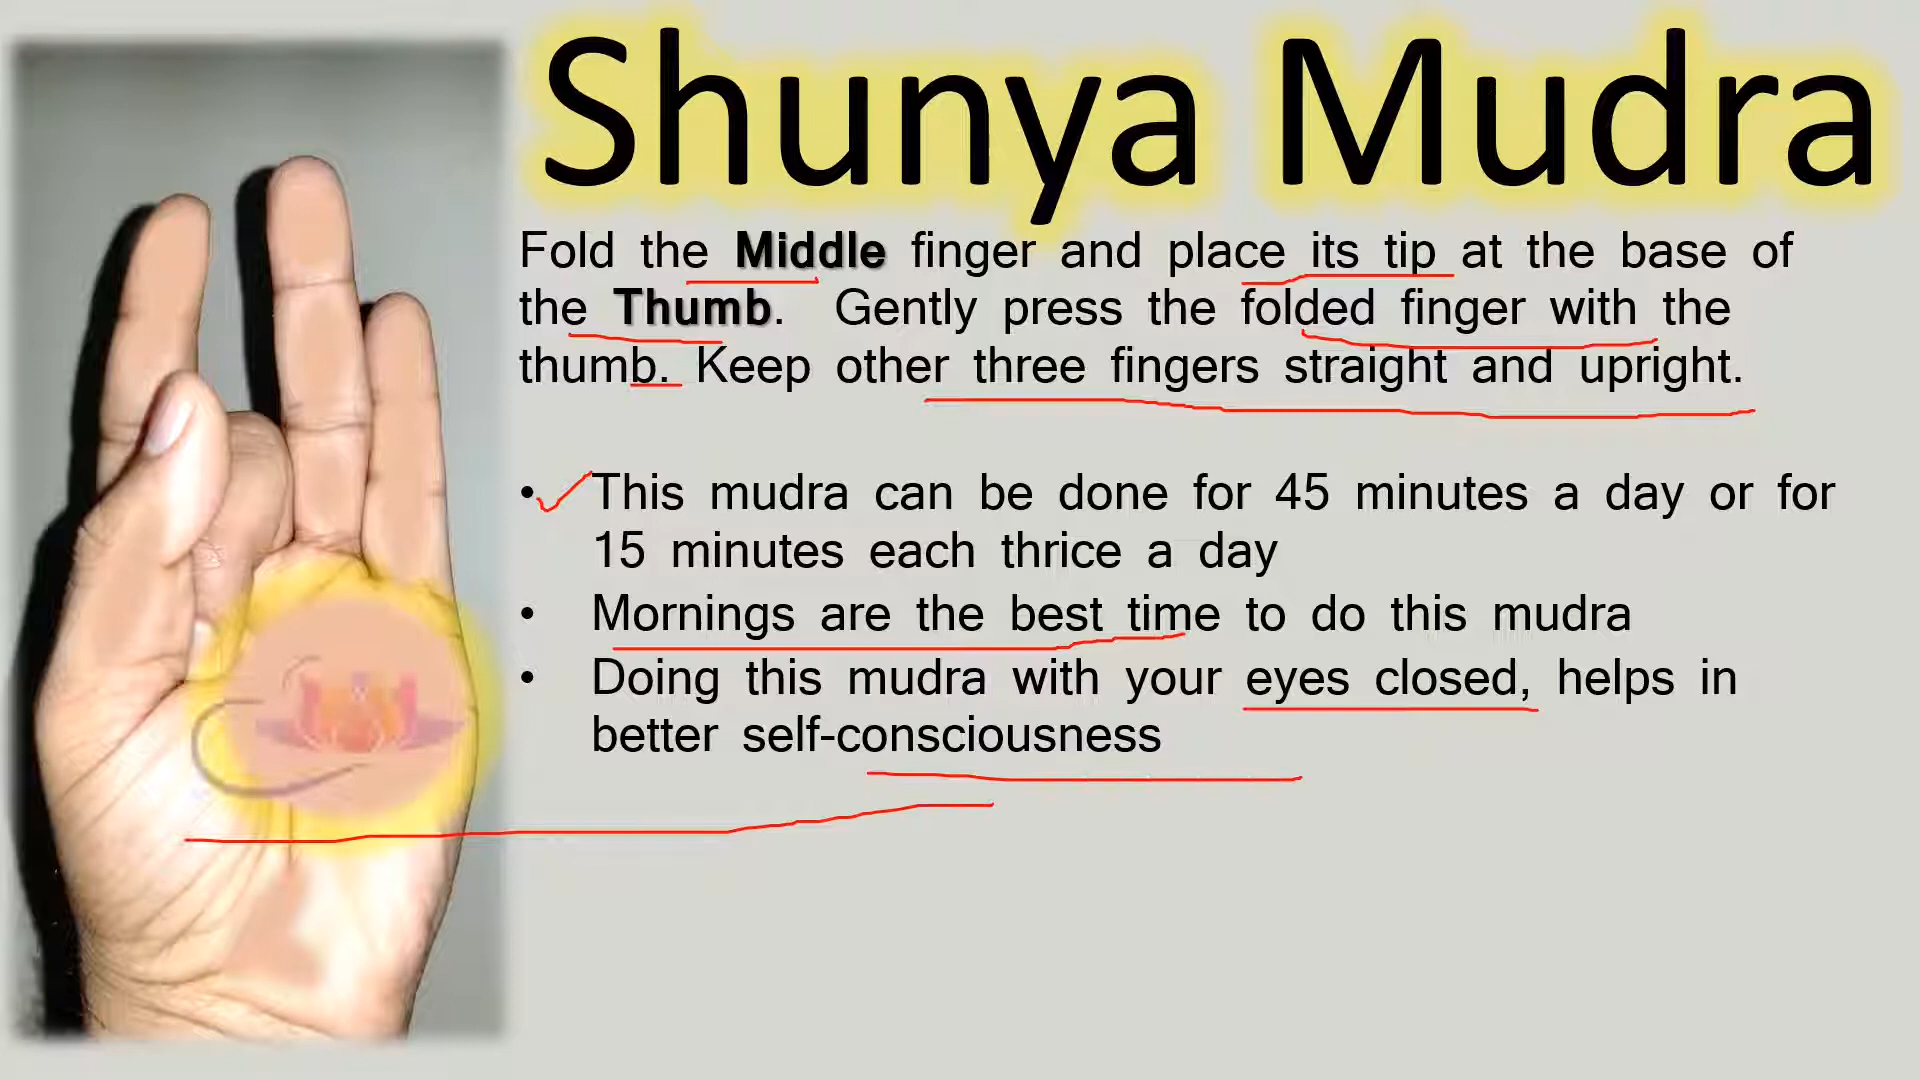 Shunya Mudra
Fold the Middle finger and place its tip at the base of
the Thumb. Gently press the folded finger with the
thumb. Keep other three fingers straight and upright.
• This mudra can be done for 45 minutes a day or for
15 minutes each thrice a day
• Mornings are the best time to do this mudra
• Doing this mudra with your eyes closed, helps in
better self-consciousness